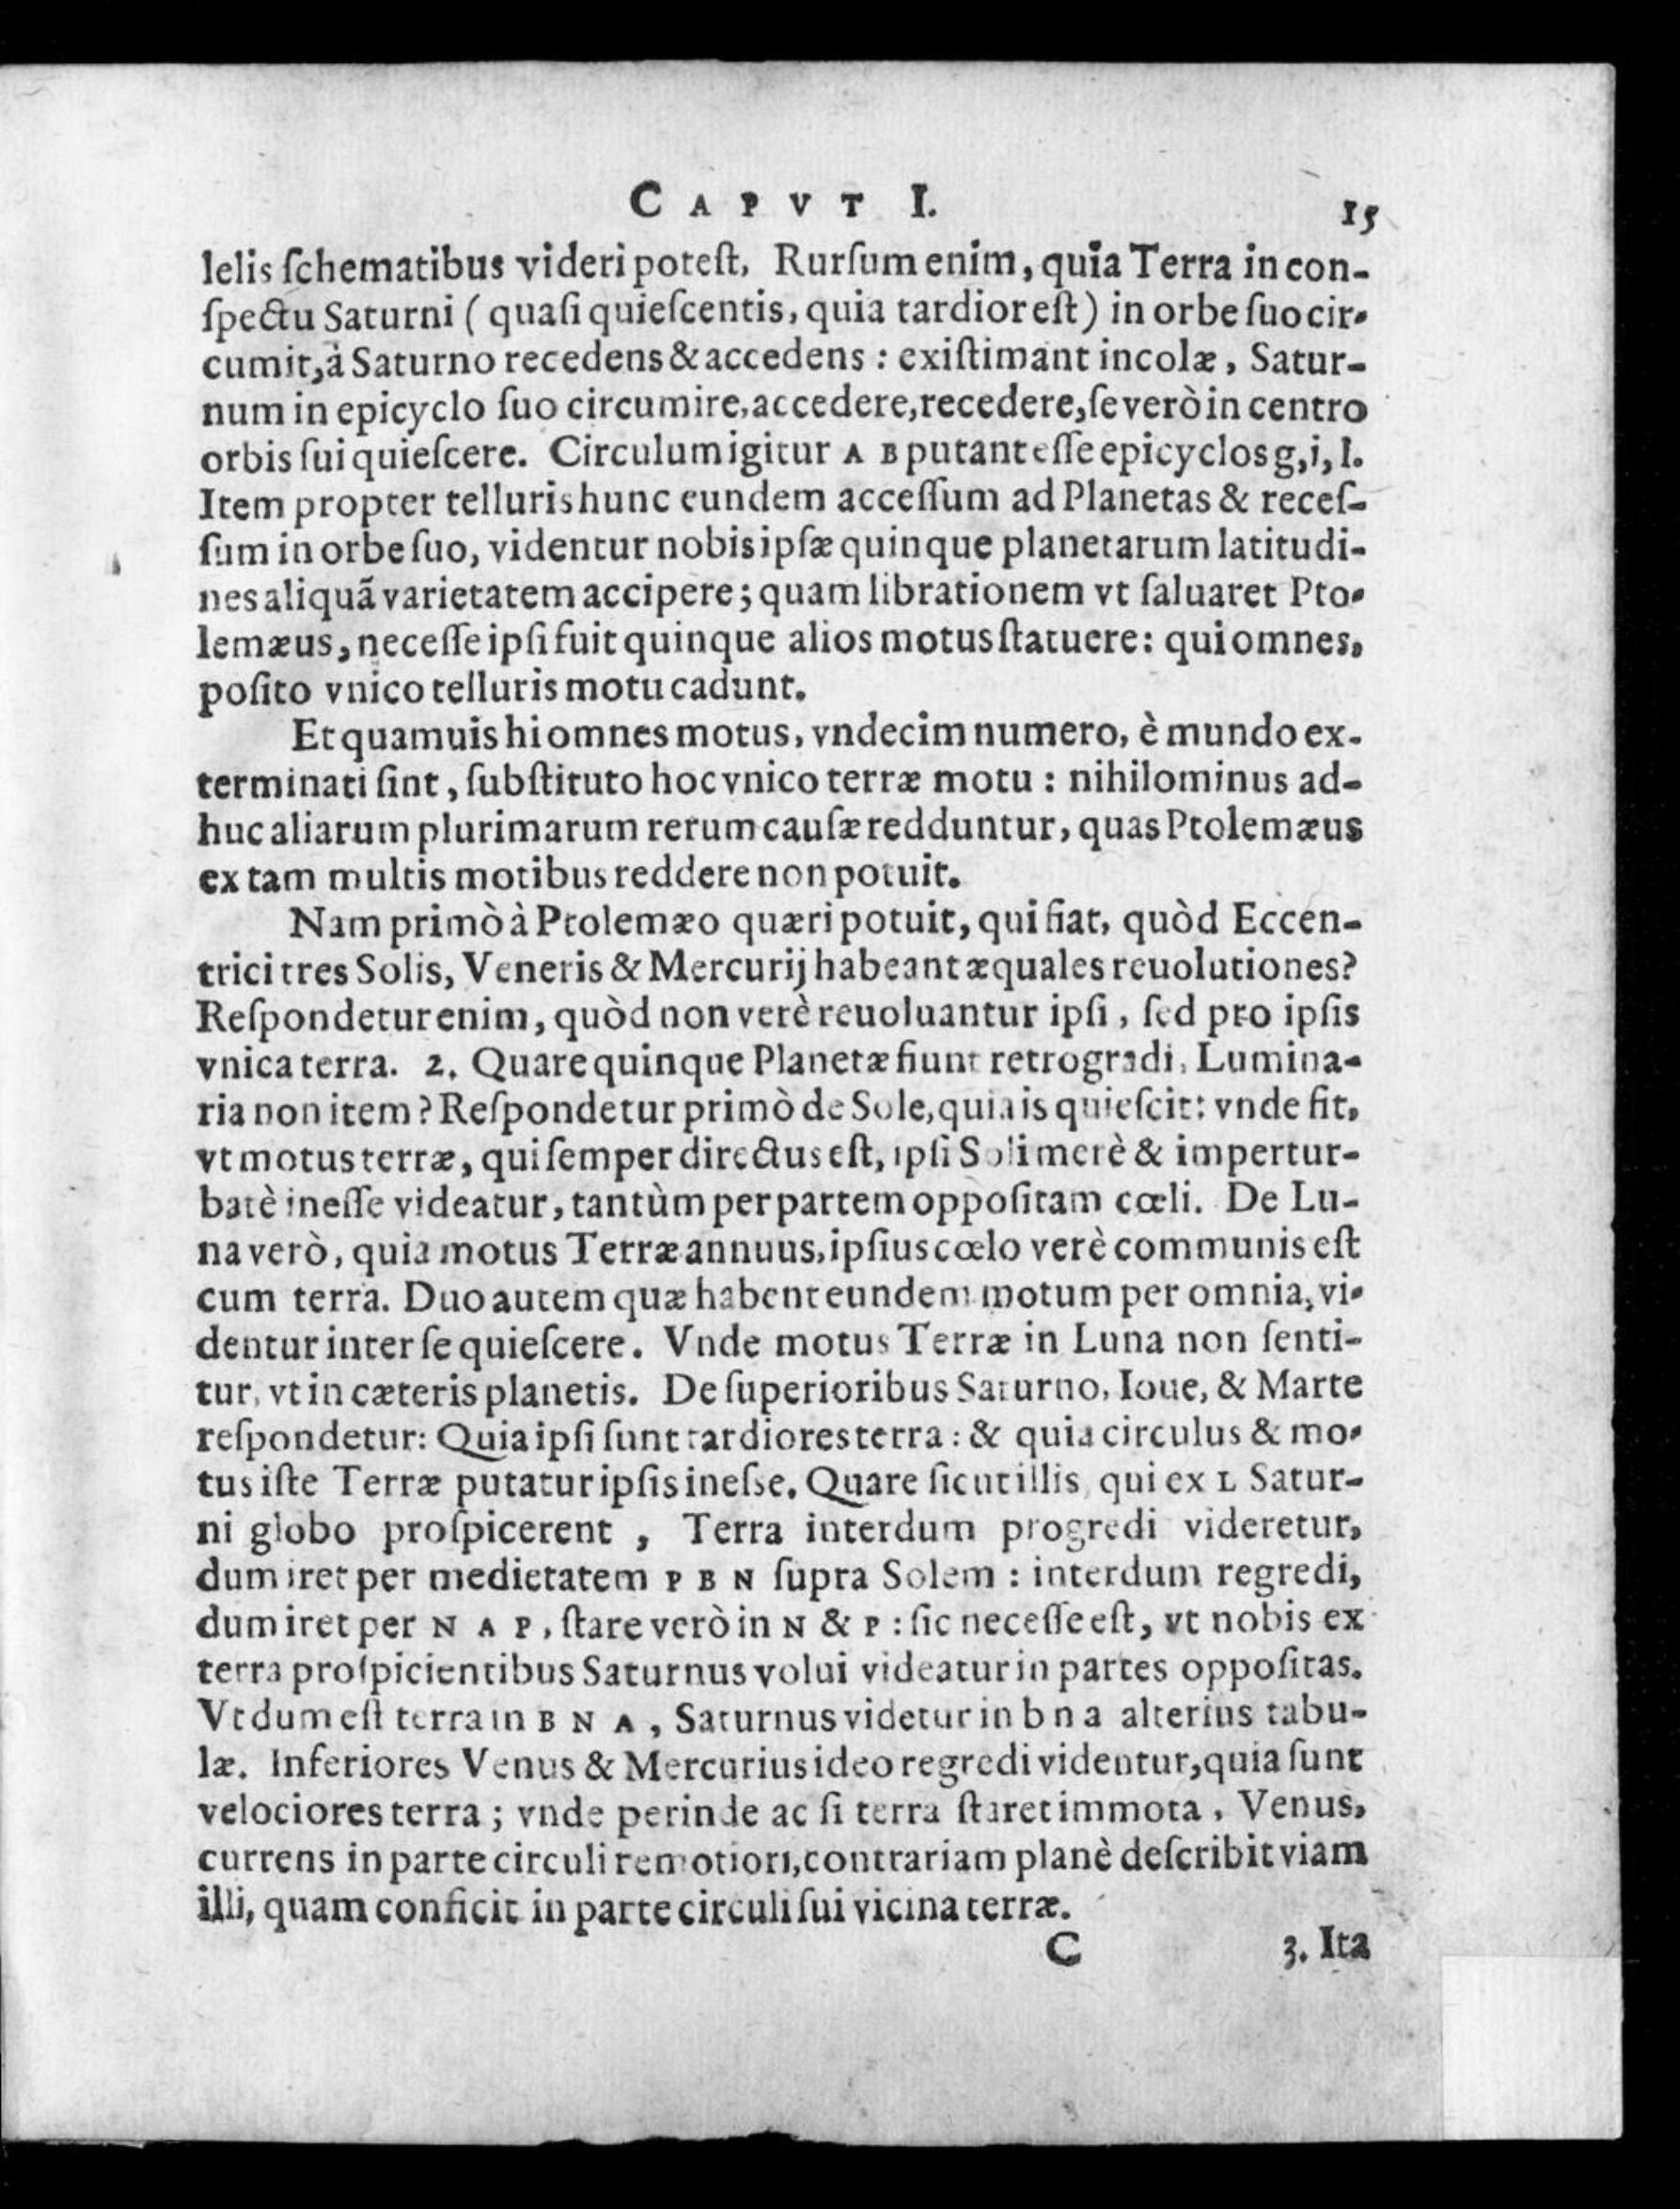 CAPVT I. 15
lelis ſchematibus videri poteſt, Rurſum enim, quia Terra in con-
ſpectu Saturni (quaſi quieſcentis, quia tardior eſt) in orbe ſuo cir-
cumit, à Saturno recedens & accedens: exiſtimant incolæ, Satur-
num in epicyclo ſuo circumire, accedere, recedere, ſe verò in centro
orbis ſui quieſcere. Circulum igitur A B putant eſſe epicyclos g, i, l.
Item propter telluris hunc eundem acceſſum ad Planetas & receſ-
ſum in orbe ſuo, videntur nobis ipſæ quinque planetarum latitudi-
nes aliquã varietatem accipere; quam librationem vt ſaluaret Pto-
lemæus, neceſſe ipſi fuit quinque alios motus ſtatuere: qui omnes,
poſito vnico telluris motu cadunt.
Et quamuis hi omnes motus, vndecim numero, è mundo ex-
terminati ſint, ſubſtituto hoc vnico terræ motu: nihilominus ad-
huc aliarum plurimarum rerum cauſæ redduntur, quas Ptolemæus
ex tam multis motibus reddere non potuit.
Nam primò à Ptolemæo quæri potuit, qui fiat, quòd Eccen-
trici tres Solis, Veneris & Mercurij habeant æquales reuolutiones?
Reſpondetur enim, quòd non verè reuoluantur ipſi, ſed pro ipſis
vnica terra. 2. Quare quinque Planetæ fiunt retrogradi, Lumina-
ria non item? Reſpondetur primò de Sole, quia is quieſcit: vnde fit,
vt motus terræ, qui ſemper directus eſt, ipſi Soli merè & impertur-
batè ineſſe videatur, tantùm per partem oppoſitam cœli. De Lu-
na verò, quia motus Terræ annuus, ipſius cœlo verè communis eſt
cum terra. Duo autem quæ habent eundem motum per omnia, vi-
dentur inter ſe quieſcere. Vnde motus Terræ in Luna non ſenti-
tur, vt in cæteris planetis. De ſuperioribus Saturno, Ioue, & Marte
reſpondetur: Quia ipſi ſunt tardiores terra: & quia circulus & mo-
tus iſte Terræ putatur ipſis ineſse. Quare ſicut illis, qui ex L Satur-
ni globo proſpicerent, Terra interdum progredi videretur,
dum iret per medietatem P B N ſupra Solem: interdum regredi,
dum iret per N A P, ſtare verò in N & P: ſic neceſſe eſt, vt nobis ex
terra proſpicientibus Saturnus volui videatur in partes oppoſitas.
Vt dum eſt terra in B N A, Saturnus videtur in b n a alterius tabu-
læ. Inferiores Venus & Mercurius ideo regredi videntur, quia ſunt
velociores terra; vnde perinde ac ſi terra ſtaret immota, Venus,
currens in parte circuli remotiori, contrariam planè deſcribit viam
illi, quam conficit in parte circuli ſui vicina terræ.
C 3. Ita